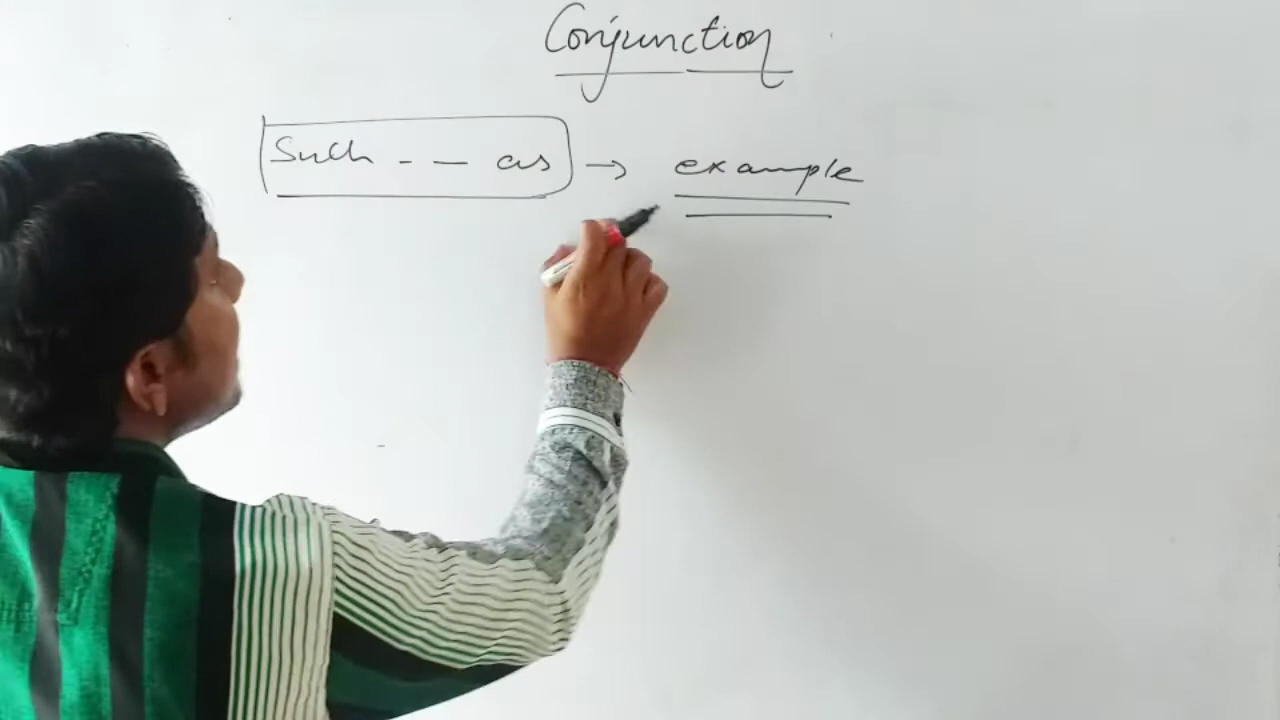 Conjunction
Such - - as → example